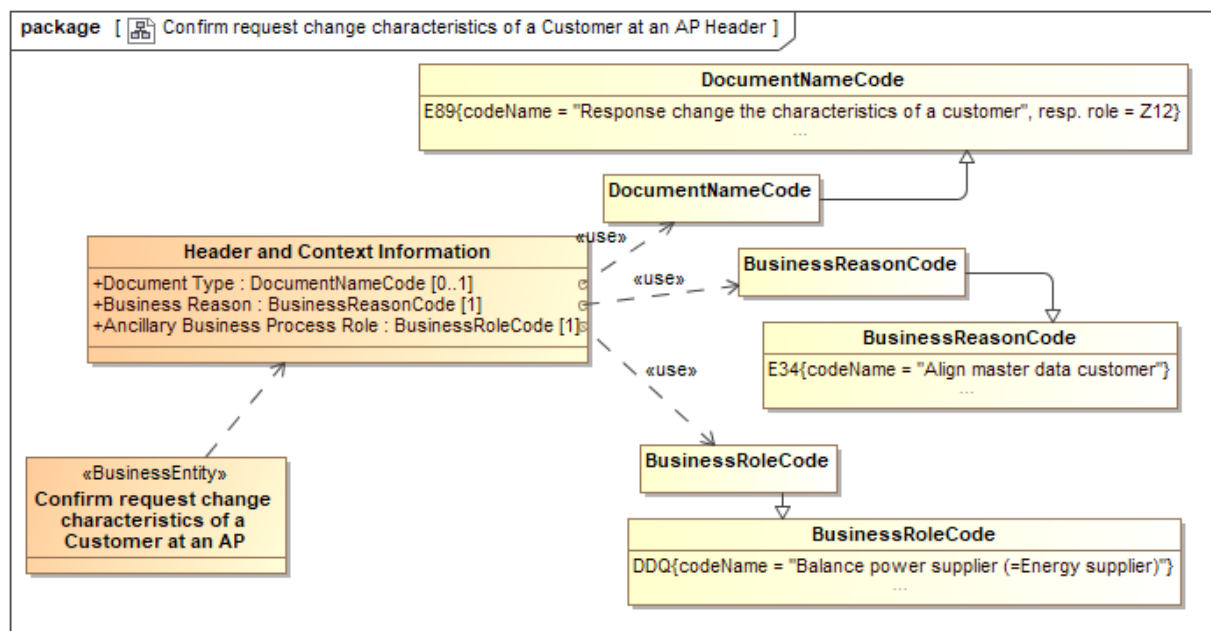 package [ Confirm request change characteristics of a Customer at an AP Header ]
DocumentNameCode
E89{codeName = "Response change the characteristics of a customer", resp. role = Z12}
...
DocumentNameCode
«use»
Header and Context Information
+Document Type : DocumentNameCode [0..1]
+Business Reason : BusinessReasonCode [1]
+Ancillary Business Process Role : BusinessRoleCode [1]
«use»
BusinessReasonCode
BusinessReasonCode
E34{codeName = "Align master data customer"}
...
«use»
BusinessRoleCode
«BusinessEntity»
Confirm request change
characteristics of a
Customer at an AP
BusinessRoleCode
DDQ{codeName = "Balance power supplier (=Energy supplier)"}
...